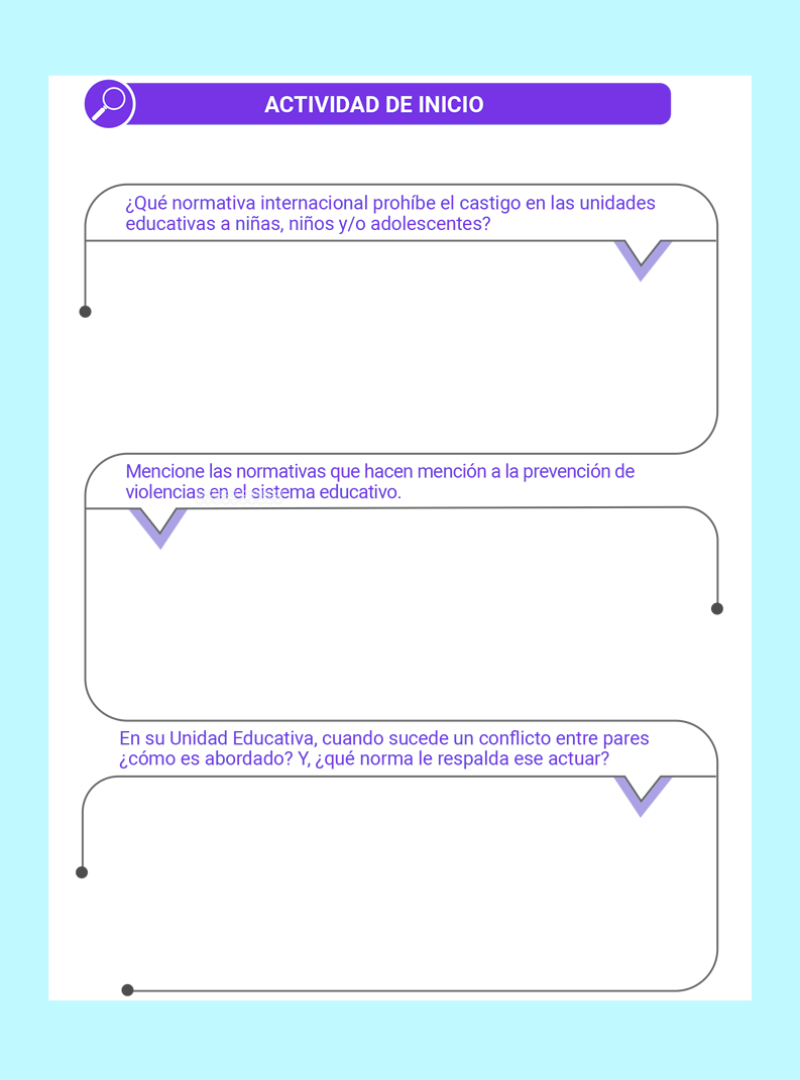 ACTIVIDAD DE INICIO
¿Qué normativa internacional prohíbe el castigo en las unidades
educativas a niñas, niños y/o adolescentes?
Mencione las normativas que hacen mención a la prevención de
violencias en el sistema educativo.
En su Unidad Educativa, cuando sucede un conflicto entre pares
¿cómo es abordado? Y, ¿qué norma le respalda ese actuar?